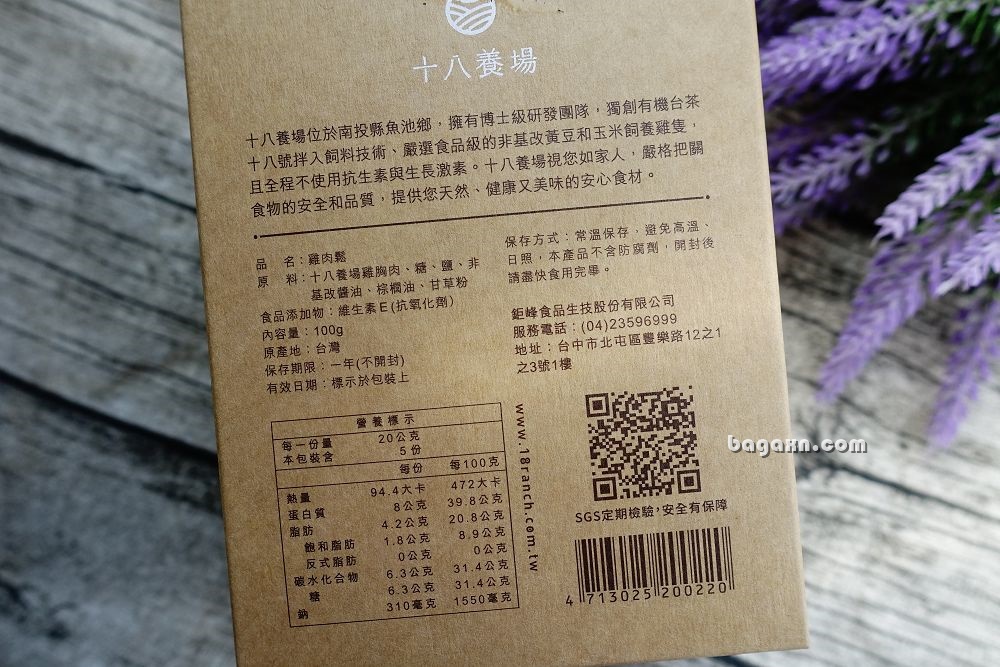 十八養場
十八養場位於南投縣魚池鄉，擁有博士級研發團隊，獨創有機台茶
十八號拌入飼料技術、嚴選食品級的非基改黃豆和玉米飼養雞隻，
且全程不使用抗生素與生長激素。十八養場視您如家人，嚴格把關
食物的安全和品質，提供您天然、健康又美味的安心食材。
品　名：雞肉鬆
原　料：十八養場雞胸肉、糖、鹽、非
基改醬油、棕櫚油、甘草粉
食品添加物：維生素E(抗氧化劑)
內容量：100g
原產地：台灣
保存期限：一年(不開封)
有效日期：標示於包裝上
保存方式：常溫保存，避免高溫、
日照，本產品不含防腐劑，開封後
請盡快食用完畢。
鉅峰食品生技股份有限公司
服務電話：(04)23596999
地址：台中市北屯區豐樂路12之1
之3號1樓
營養標示
每一份量 20公克
本包裝含 5份
每份 每100克
熱量 94.4大卡 472大卡
蛋白質 8公克 39.8公克
脂肪 4.2公克 20.8公克
飽和脂肪 1.8公克 8.9公克
反式脂肪 0公克 0公克
碳水化合物 6.3公克 31.4公克
糖 6.3公克 31.4公克
鈉 310毫克 1550毫克
www.18ranch.com.tw
bagaxn.com
SGS定期檢驗，安全有保障
4 713025 200220